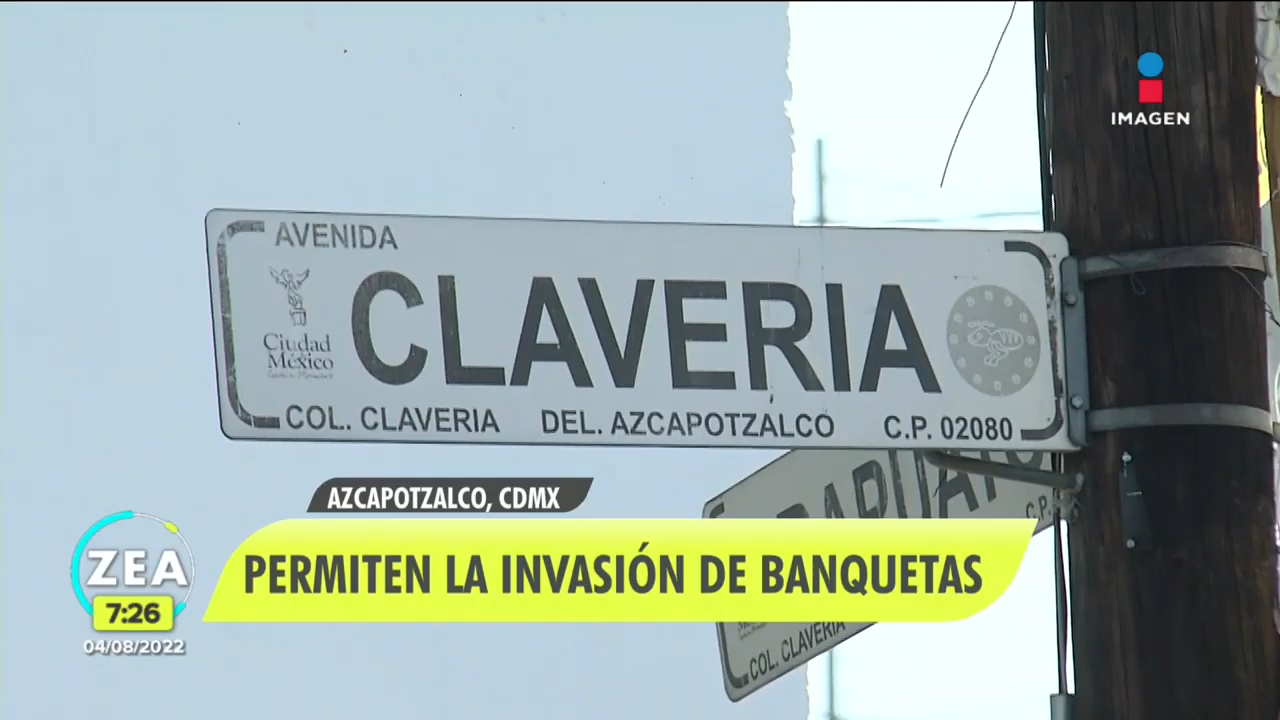 IMAGEN
AVENIDA
CLAVERIA
Ciudad
de
México
COL. CLAVERIA DEL. AZCAPOTZALCO C.P. 02080
C.P.
AZCAPOTZALCO, CDMX
PERMITEN LA INVASIÓN DE BANQUETAS
ZEA
7:26
04/08/2022
COL. CLAVERIA